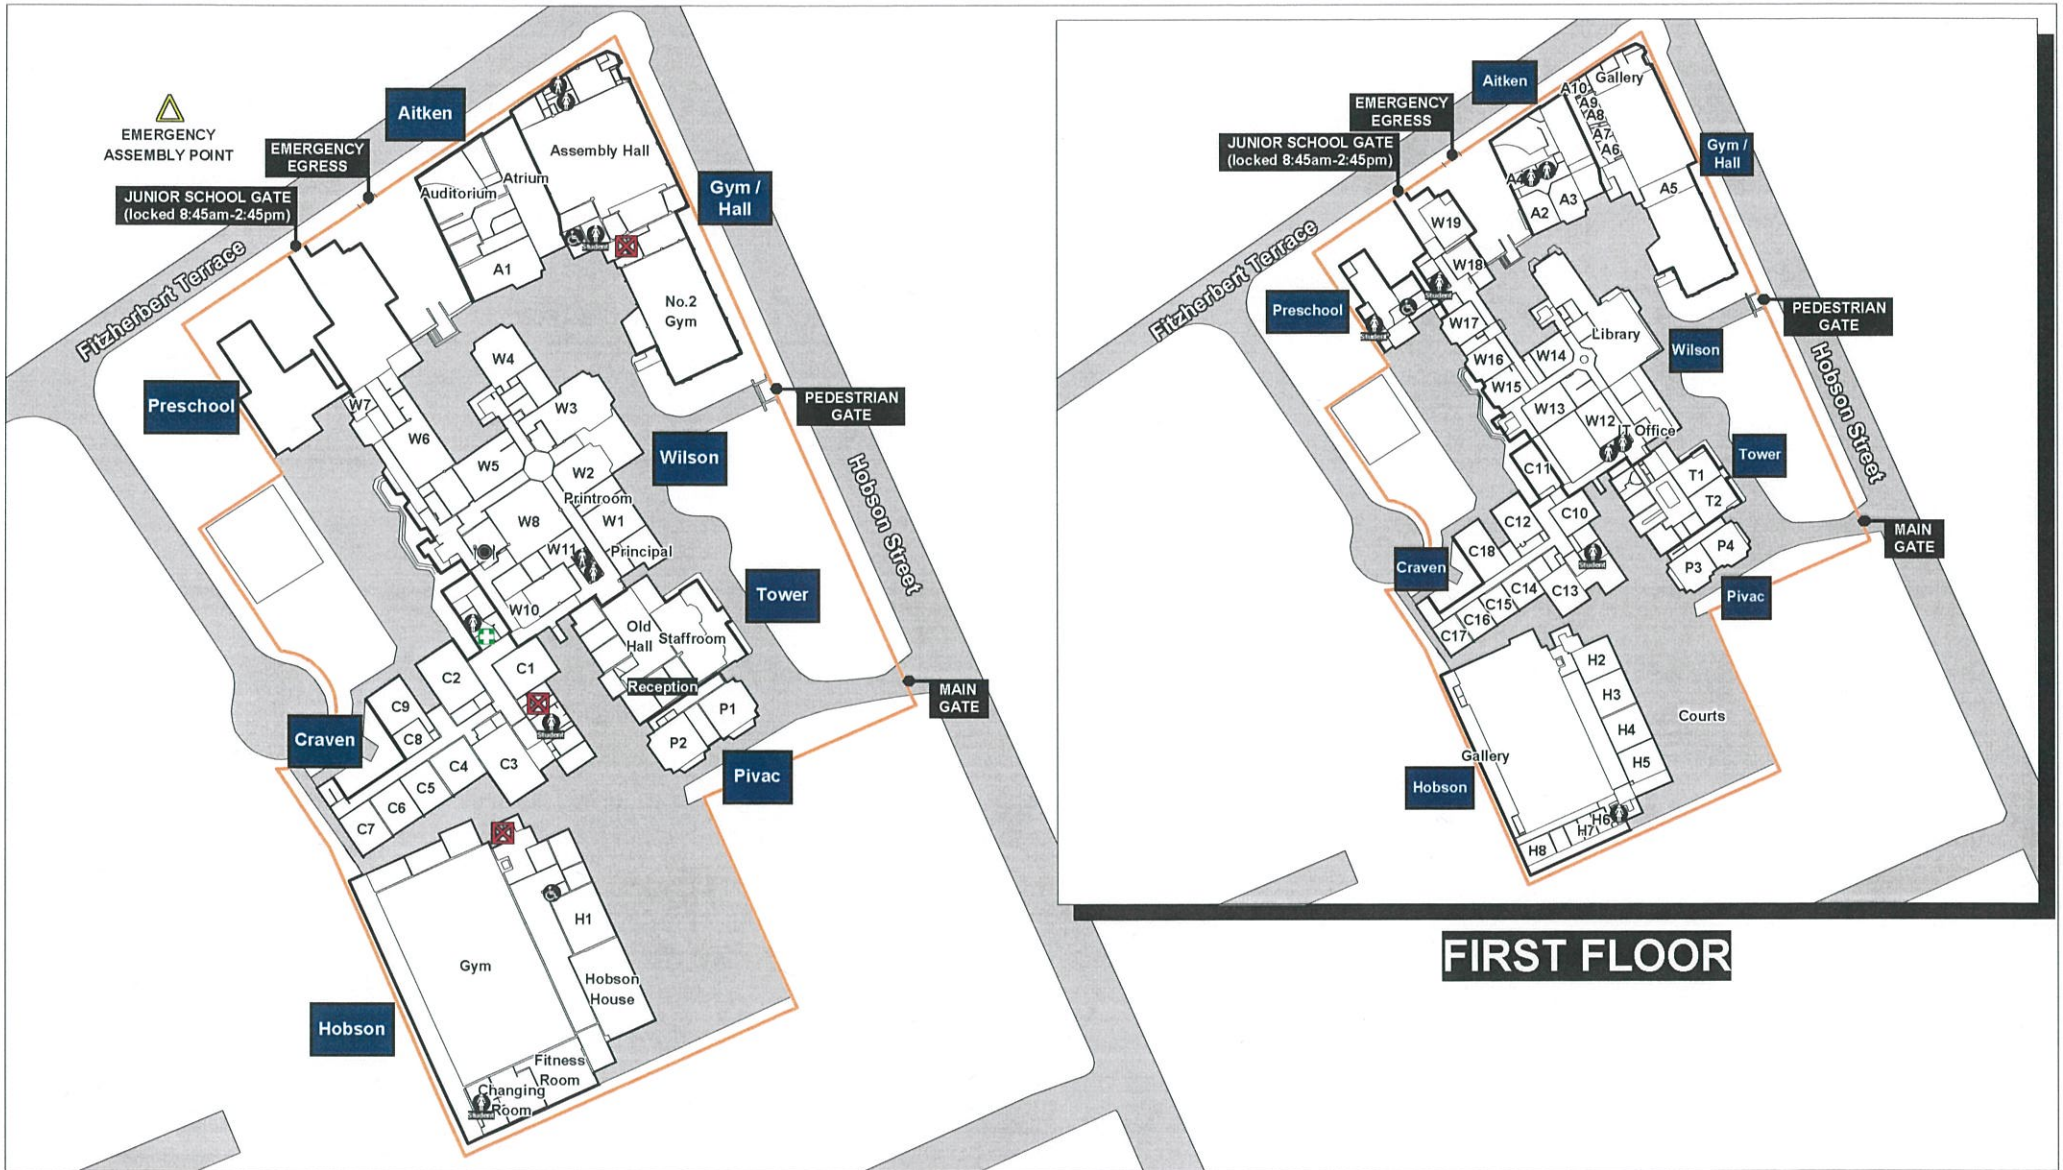 EMERGENCY
ASSEMBLY POINT
Aitken
EMERGENCY
EGRESS
JUNIOR SCHOOL GATE
(locked 8:45am-2:45pm)
Fitzherbert Terrace
Assembly Hall
Atrium
Auditorium
Gym /
Hall
Student
A1
No.2
Gym
Preschool
PEDESTRIAN
GATE
W4
W7
W3
W6
W5
W2
Wilson
Hobson Street
Printroom
W8
W1
W11
Principal
W10
Tower
Old
Hall
Staffroom
C1
C2
Reception
MAIN
GATE
C9
P1
Student
C8
P2
Craven
C4
C3
Pivac
C5
C6
C7
H1
Gym
Hobson
House
Hobson
Fitness
Room
Changing
Room
Student
Aitken
Gallery
EMERGENCY
EGRESS
A10
A9
A8
A7
A6
JUNIOR SCHOOL GATE
(locked 8:45am-2:45pm)
Gym /
Hall
A5
A3
A2
W19
Fitzherbert Terrace
W18
Student
Preschool
Student
W17
PEDESTRIAN
GATE
Library
Wilson
W14
W16
W15
Hobson Street
W13
W12
IT Office
Tower
C11
T1
T2
C10
C12
MAIN
GATE
C18
P4
Student
P3
Craven
C14
C13
C15
C16
C17
Pivac
H2
H3
Courts
H4
Gallery
H5
Hobson
H6
H7
H8
FIRST FLOOR